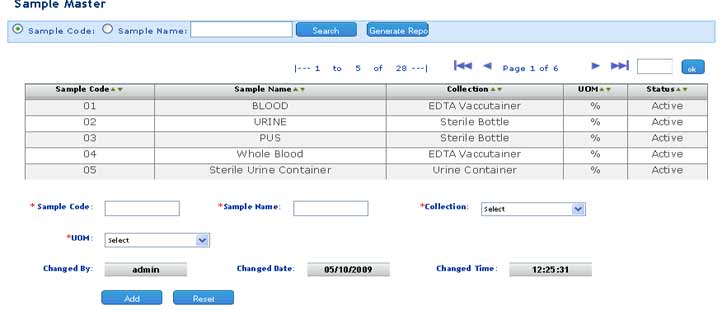 Sample Master
Sample Code: Sample Name: Search Generate Repo
|--- 1 to 5 of 28 ---| Page 1 of 6 ok
Sample Code Sample Name Collection UOM Status
01 BLOOD EDTA Vaccutainer % Active
02 URINE Sterile Bottle % Active
03 PUS Sterile Bottle % Active
04 Whole Blood EDTA Vaccutainer % Active
05 Sterile Urine Container Urine Container % Active
* Sample Code: *Sample Name: *Collection: Select
*UOM: Select
Changed By: admin Changed Date: 05/10/2009 Changed Time: 12:25:31
Add Reset